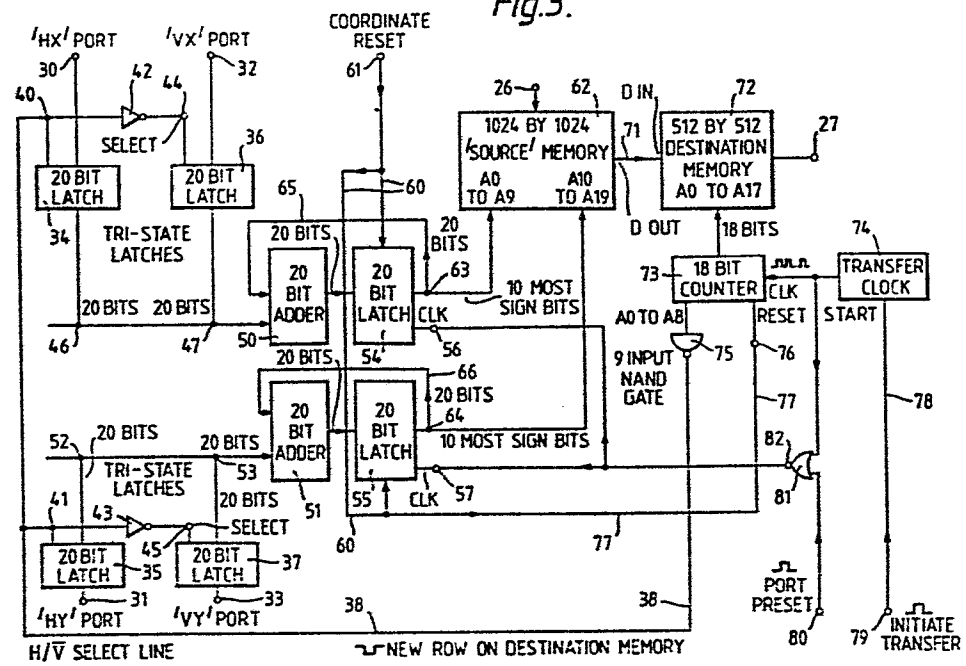 Fig.5.
COORDINATE
RESET
61
'HX' PORT
30
'VX' PORT
32
42
44
40
SELECT
36
20 BIT
LATCH
20 BIT
LATCH
34
TRI-STATE
LATCHES
65
60
26
62
1024 BY 1024
'SOURCE' MEMORY
A0
TO A9
A10
TO A19
D IN
71
D OUT
72
512 BY 512
DESTINATION
MEMORY
A0 TO A17
27
20 BITS
20
BITS
63
10 MOST
SIGN BITS
20
BIT
ADDER
50
20
BIT
LATCH
54
CLK
56
20 BITS
20 BITS
46
47
18 BITS
73
18 BIT
COUNTER
CLK
RESET
74
TRANSFER
CLOCK
START
A0 TO A8
75
9 INPUT
NAND
GATE
76
77
78
20 BITS
66
20 BITS
64
10 MOST SIGN BITS
20
BIT
ADDER
51
20
BIT
LATCH
55
CLK
57
52
20 BITS
20 BITS
53
TRI-STATE
LATCHES
20 BITS
41
43
45
SELECT
20 BIT
LATCH
35
20 BIT
LATCH
37
'HY' PORT
31
'VY' PORT
33
60
77
82
81
38
38
PORT
PRESET
80
79
INITIATE
TRANSFER
H/V̅ SELECT LINE
NEW ROW ON DESTINATION MEMORY